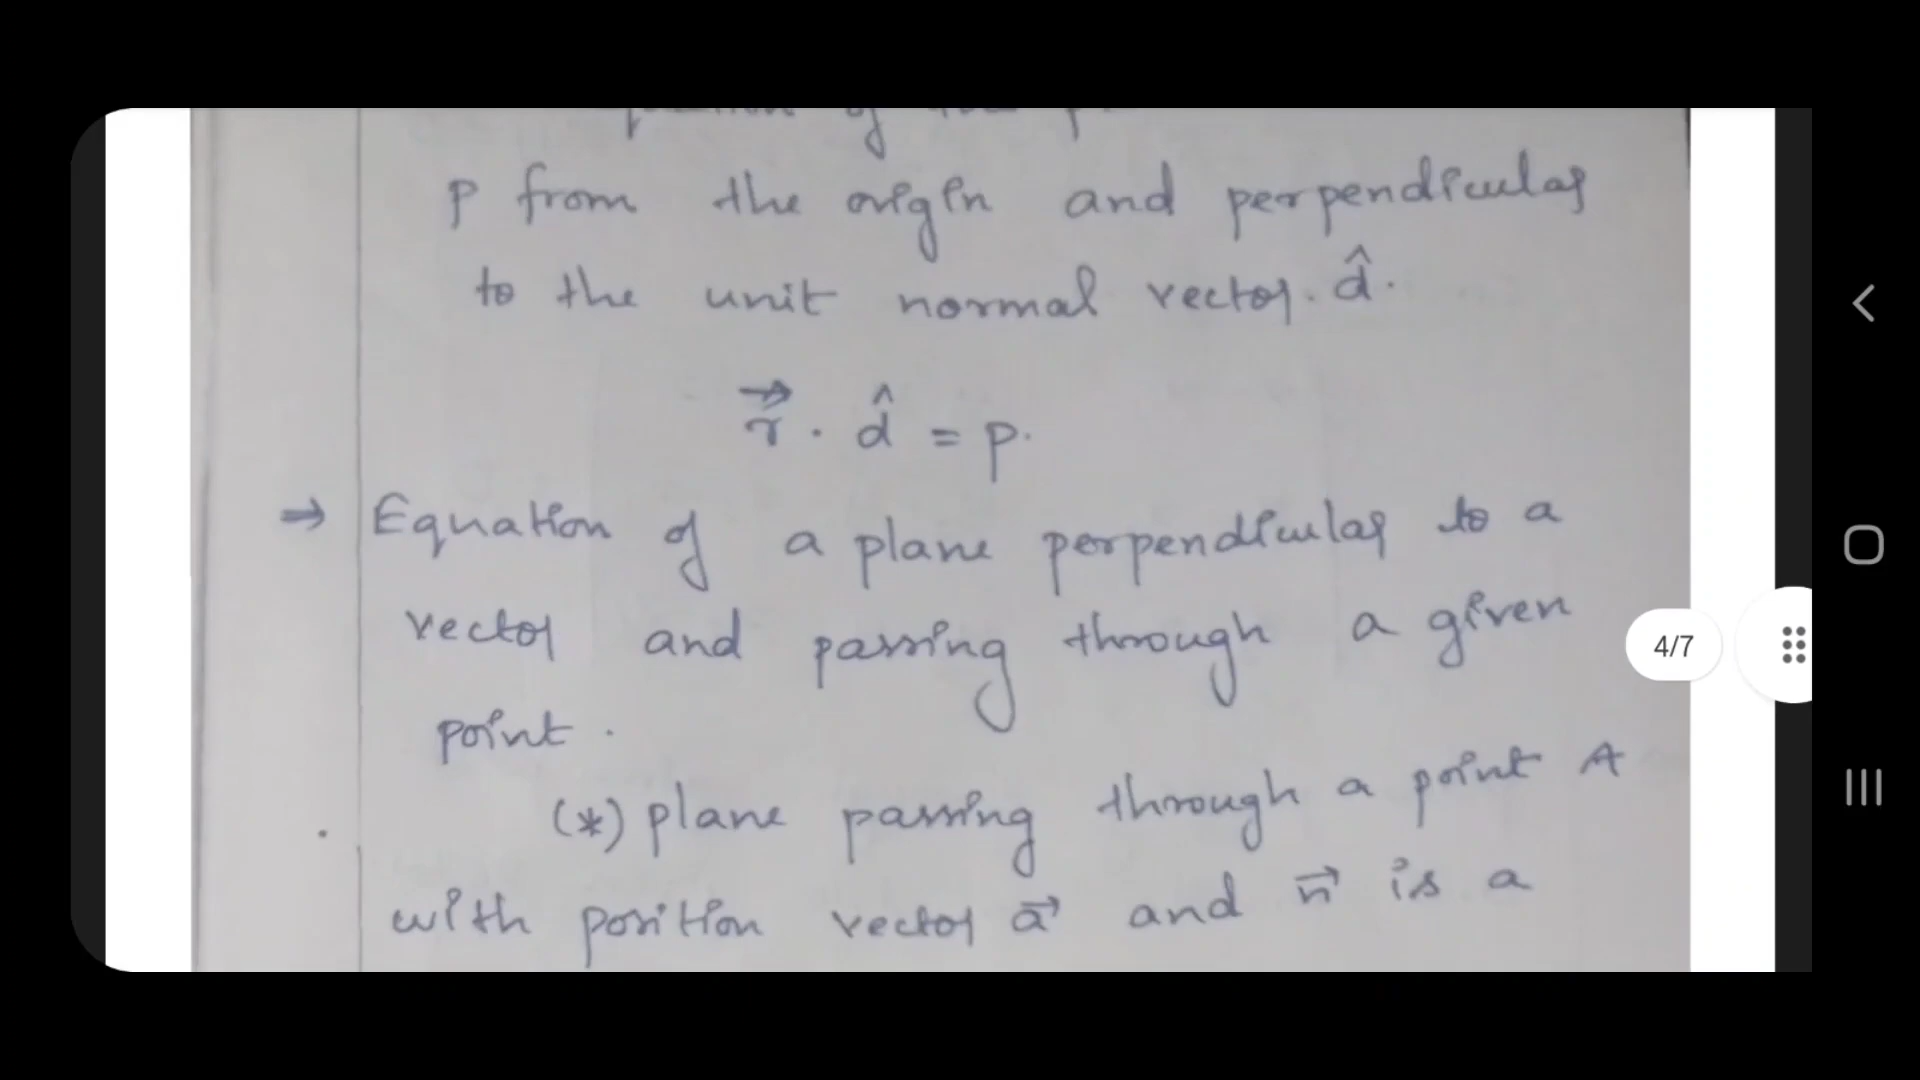 p from the origin and perpendicular
to the unit normal vector. d̂.
r⃗ . d̂ = p.
⇒ Equation of a plane perpendicular to a
vector and passing through a given
point.
(*) plane passing through a point A
with position vector a⃗ and n⃗ is a
4/7